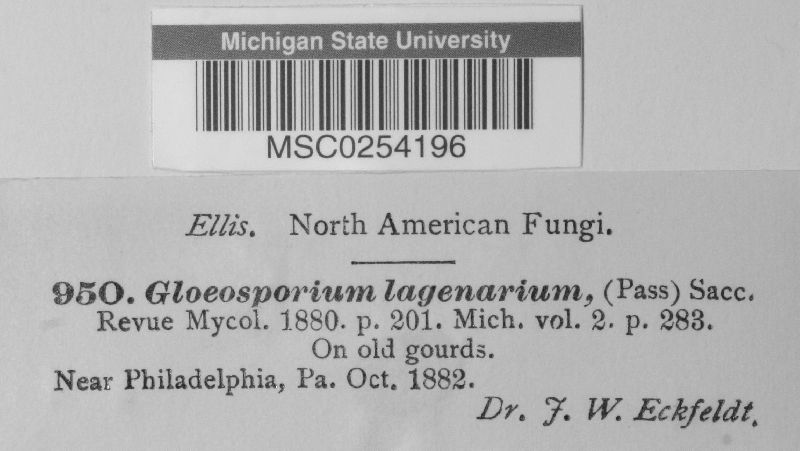 Michigan State University
MSC0254196
Ellis. North American Fungi.
950. Gloeosporium lagenarium, (Pass) Sacc.
Revue Mycol. 1880. p. 201. Mich. vol. 2. p. 283.
On old gourds.
Near Philadelphia, Pa. Oct. 1882.
Dr. J. W. Eckfeldt.